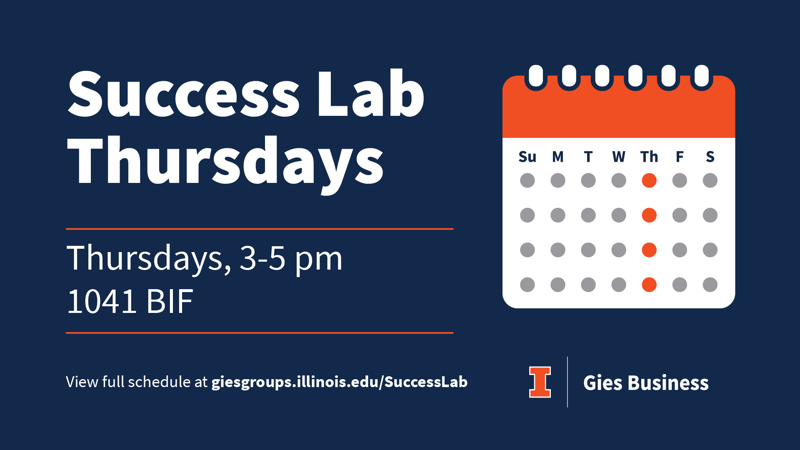 Success Lab
Thursdays
Thursdays, 3-5 pm
1041 BIF
View full schedule at giesgroups.illinois.edu/SuccessLab
Su M T W Th F S
I
Gies Business